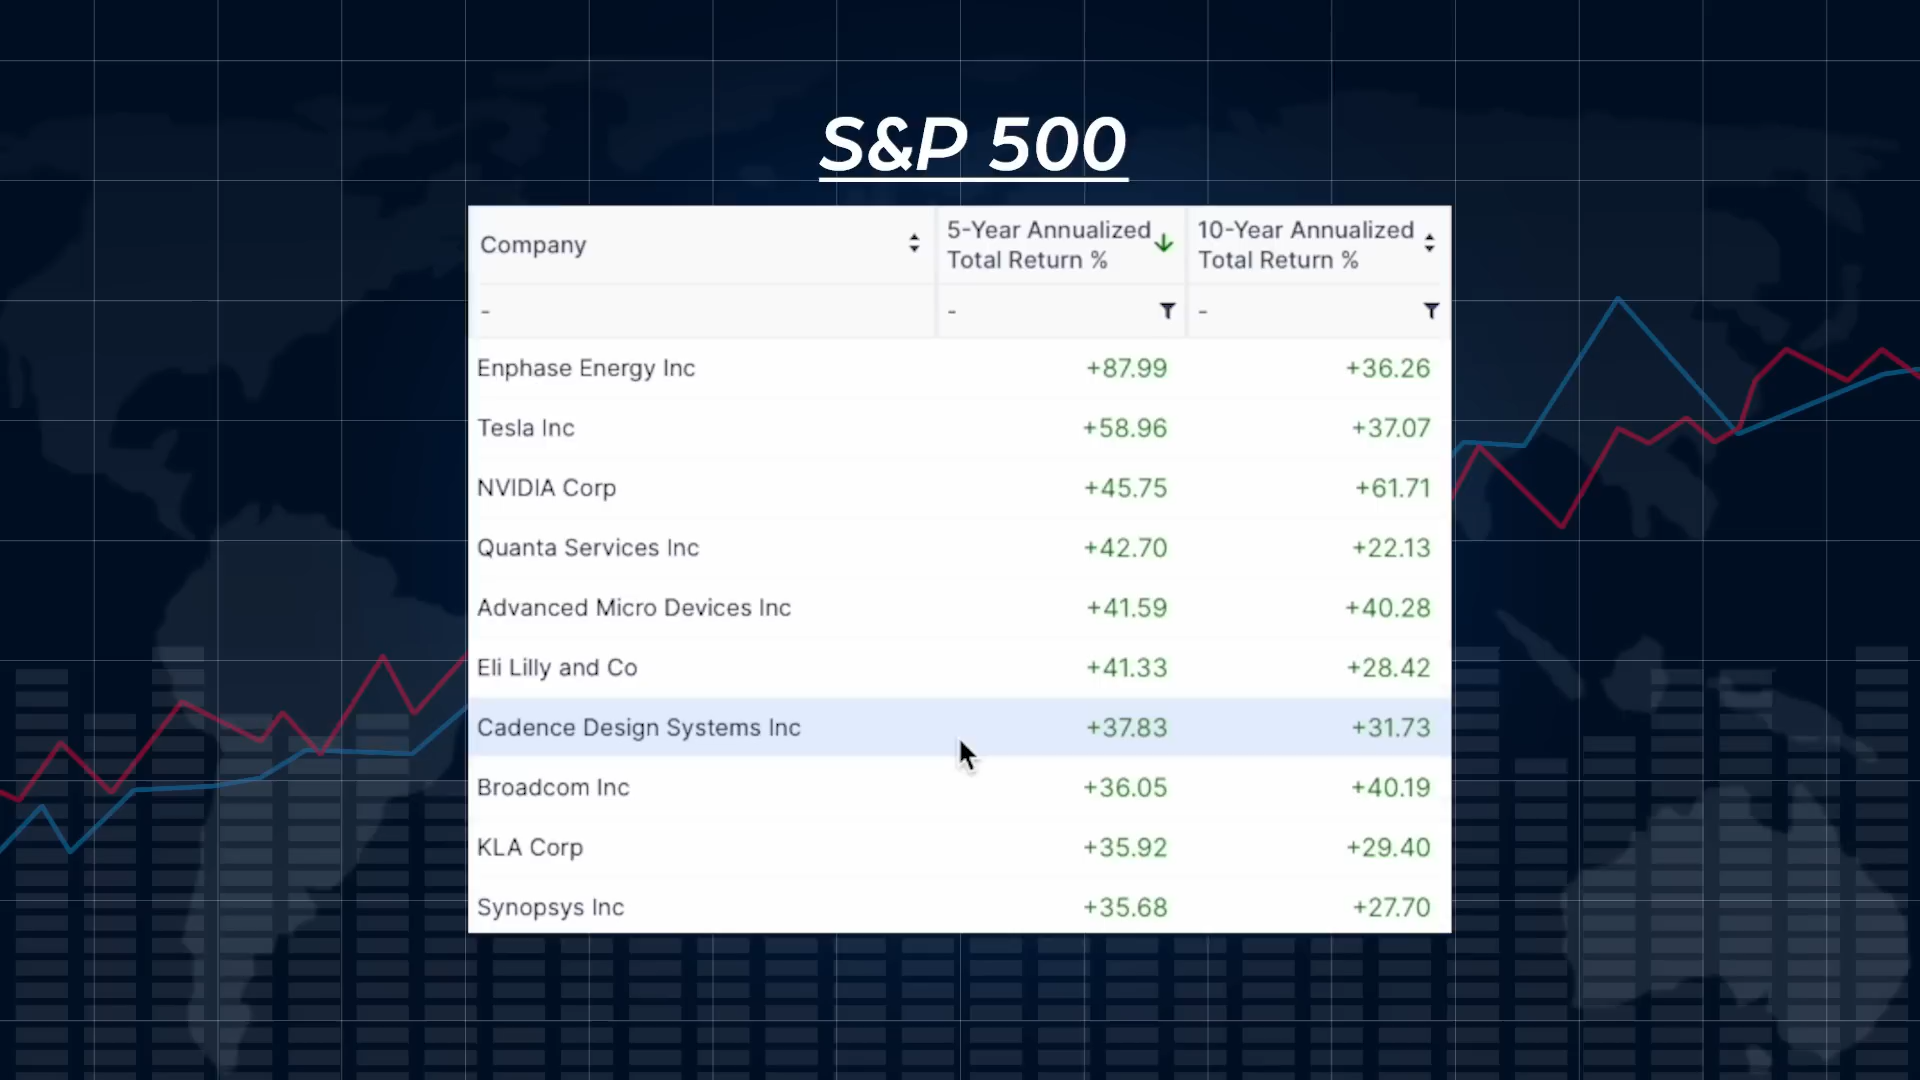 S&P 500
Company
5-Year Annualized
Total Return %
10-Year Annualized
Total Return %
- - -
Enphase Energy Inc +87.99 +36.26
Tesla Inc +58.96 +37.07
NVIDIA Corp +45.75 +61.71
Quanta Services Inc +42.70 +22.13
Advanced Micro Devices Inc +41.59 +40.28
Eli Lilly and Co +41.33 +28.42
Cadence Design Systems Inc +37.83 +31.73
Broadcom Inc +36.05 +40.19
KLA Corp +35.92 +29.40
Synopsys Inc +35.68 +27.70